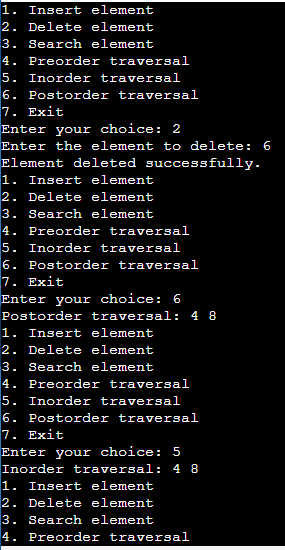 1. Insert element
2. Delete element
3. Search element
4. Preorder traversal
5. Inorder traversal
6. Postorder traversal
7. Exit
Enter your choice: 2
Enter the element to delete: 6
Element deleted successfully.
1. Insert element
2. Delete element
3. Search element
4. Preorder traversal
5. Inorder traversal
6. Postorder traversal
7. Exit
Enter your choice: 6
Postorder traversal: 4 8
1. Insert element
2. Delete element
3. Search element
4. Preorder traversal
5. Inorder traversal
6. Postorder traversal
7. Exit
Enter your choice: 5
Inorder traversal: 4 8
1. Insert element
2. Delete element
3. Search element
4. Preorder traversal